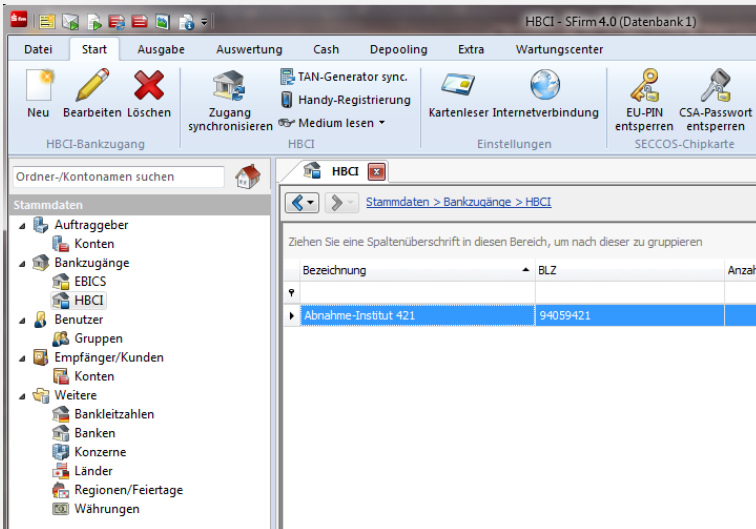 HBCI - SFirm 4.0 (Datenbank 1)
Datei Start Ausgabe Auswertung Cash Depooling Extra Wartungscenter
Neu Bearbeiten Löschen
HBCI-Bankzugang
Zugang synchronisieren
TAN-Generator sync.
Handy-Registrierung
Medium lesen
HBCI
Kartenleser Internetverbindung
Einstellungen
EU-PIN entsperren
CSA-Passwort entsperren
SECCOS-Chipkarte
Ordner-/Kontonamen suchen
Stammdaten
Auftraggeber
Konten
Bankzugänge
EBICS
HBCI
Benutzer
Gruppen
Empfänger/Kunden
Konten
Weitere
Bankleitzahlen
Banken
Konzerne
Länder
Regionen/Feiertage
Währungen
HBCI
Stammdaten > Bankzugänge > HBCI
Ziehen Sie eine Spaltenüberschrift in diesen Bereich, um nach dieser zu gruppieren
Bezeichnung BLZ
Abnahme-Institut 421 94059421